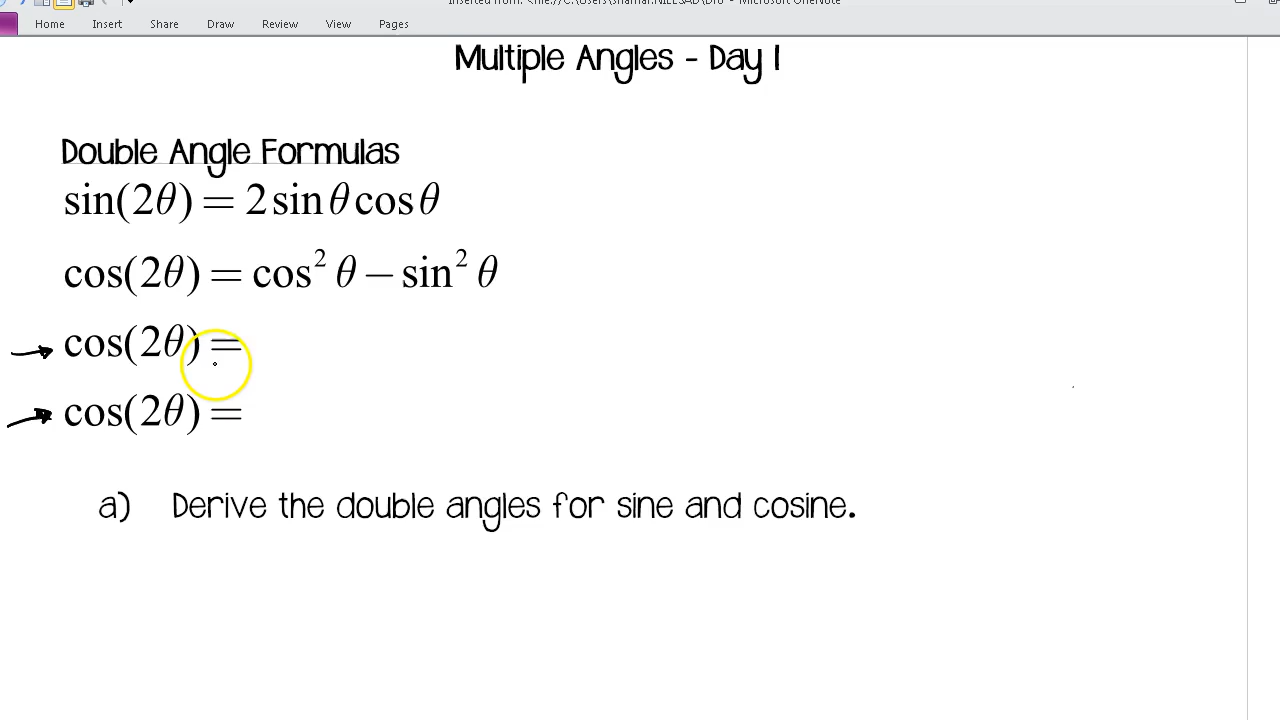 Home Insert Share Draw Review View Pages
Multiple Angles - Day 1
Double Angle Formulas
sin(2θ) = 2 sin θ cos θ
cos(2θ) = cos² θ − sin² θ
cos(2θ) =
cos(2θ) =
a) Derive the double angles for sine and cosine.